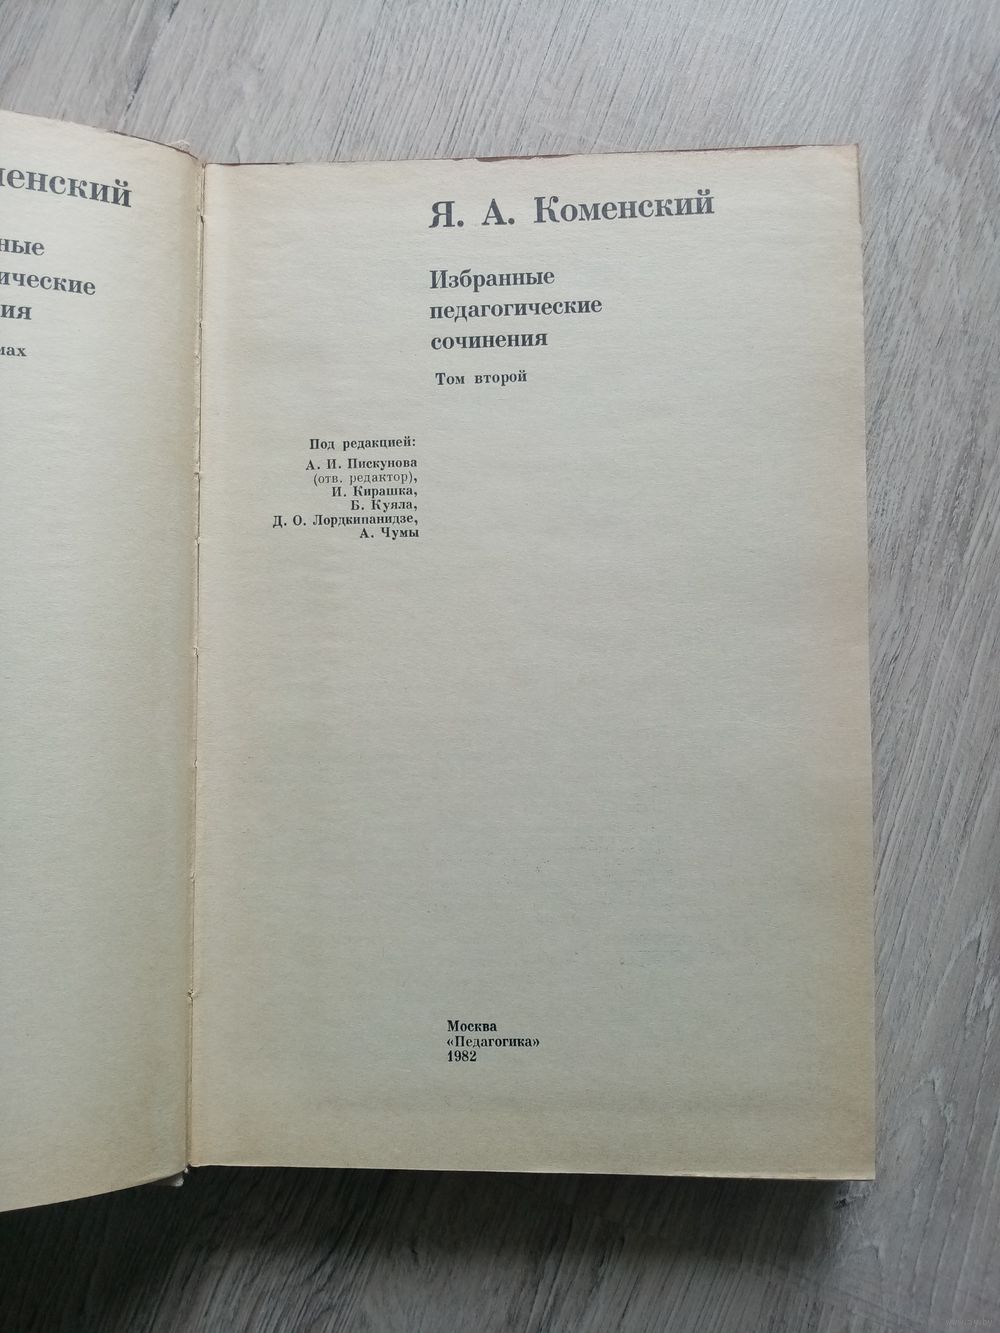 Я. А. Коменский
Избранные
педагогические
сочинения
Том второй
Под редакцией:
А. И. Пискунова
(отв. редактор),
И. Кирашка,
Б. Куяла,
Д. О. Лордкипанидзе,
А. Чумы
Москва
«Педагогика»
1982